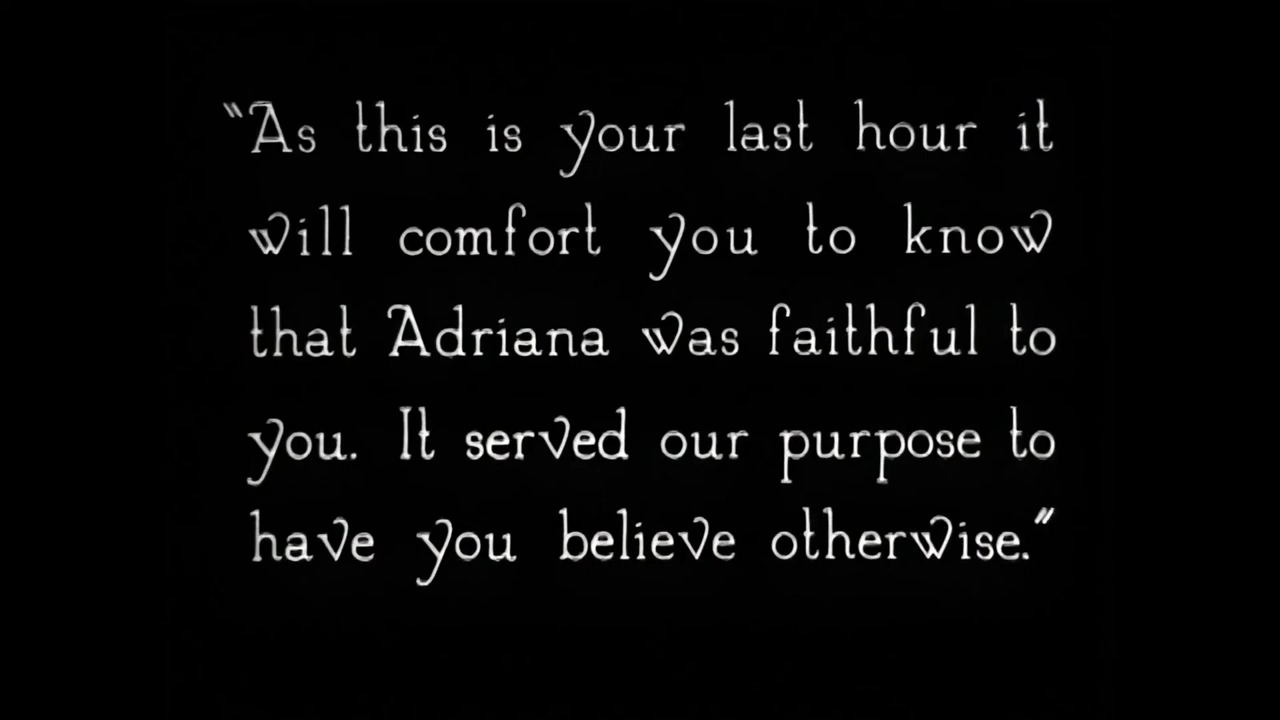 "As this is your last hour it
will comfort you to know
that Adriana was faithful to
you. It served our purpose to
have you believe otherwise."